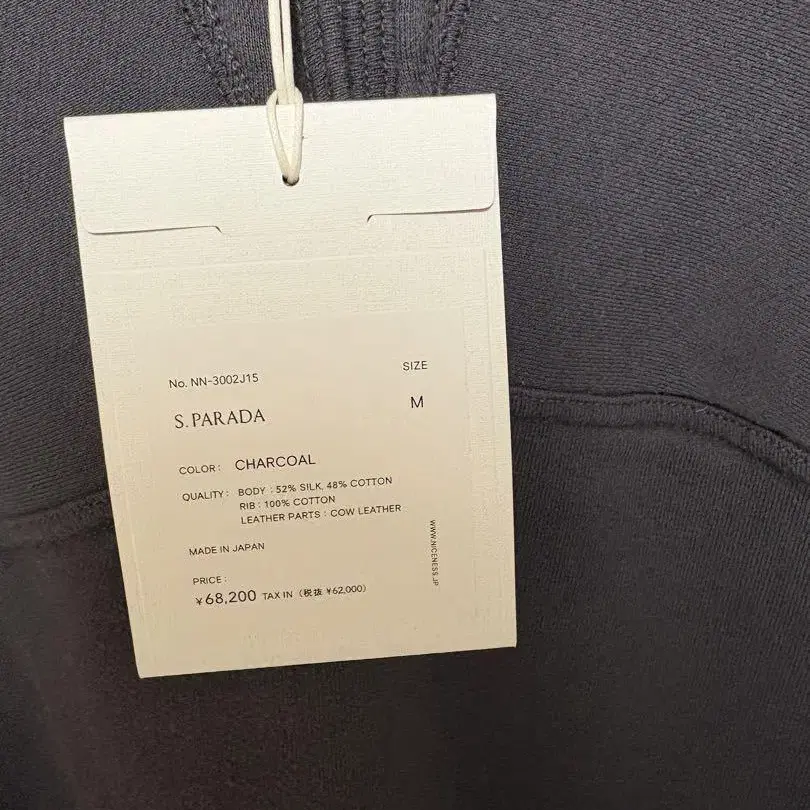 No. NN-3002J15
SIZE
S. PARADA
M
COLOR : CHARCOAL
QUALITY : BODY : 52% SILK, 48% COTTON
RIB : 100% COTTON
LEATHER PARTS : COW LEATHER
MADE IN JAPAN
PRICE :
¥68,200 TAX IN (税抜 ¥62,000)
WWW.NICENESS.JP